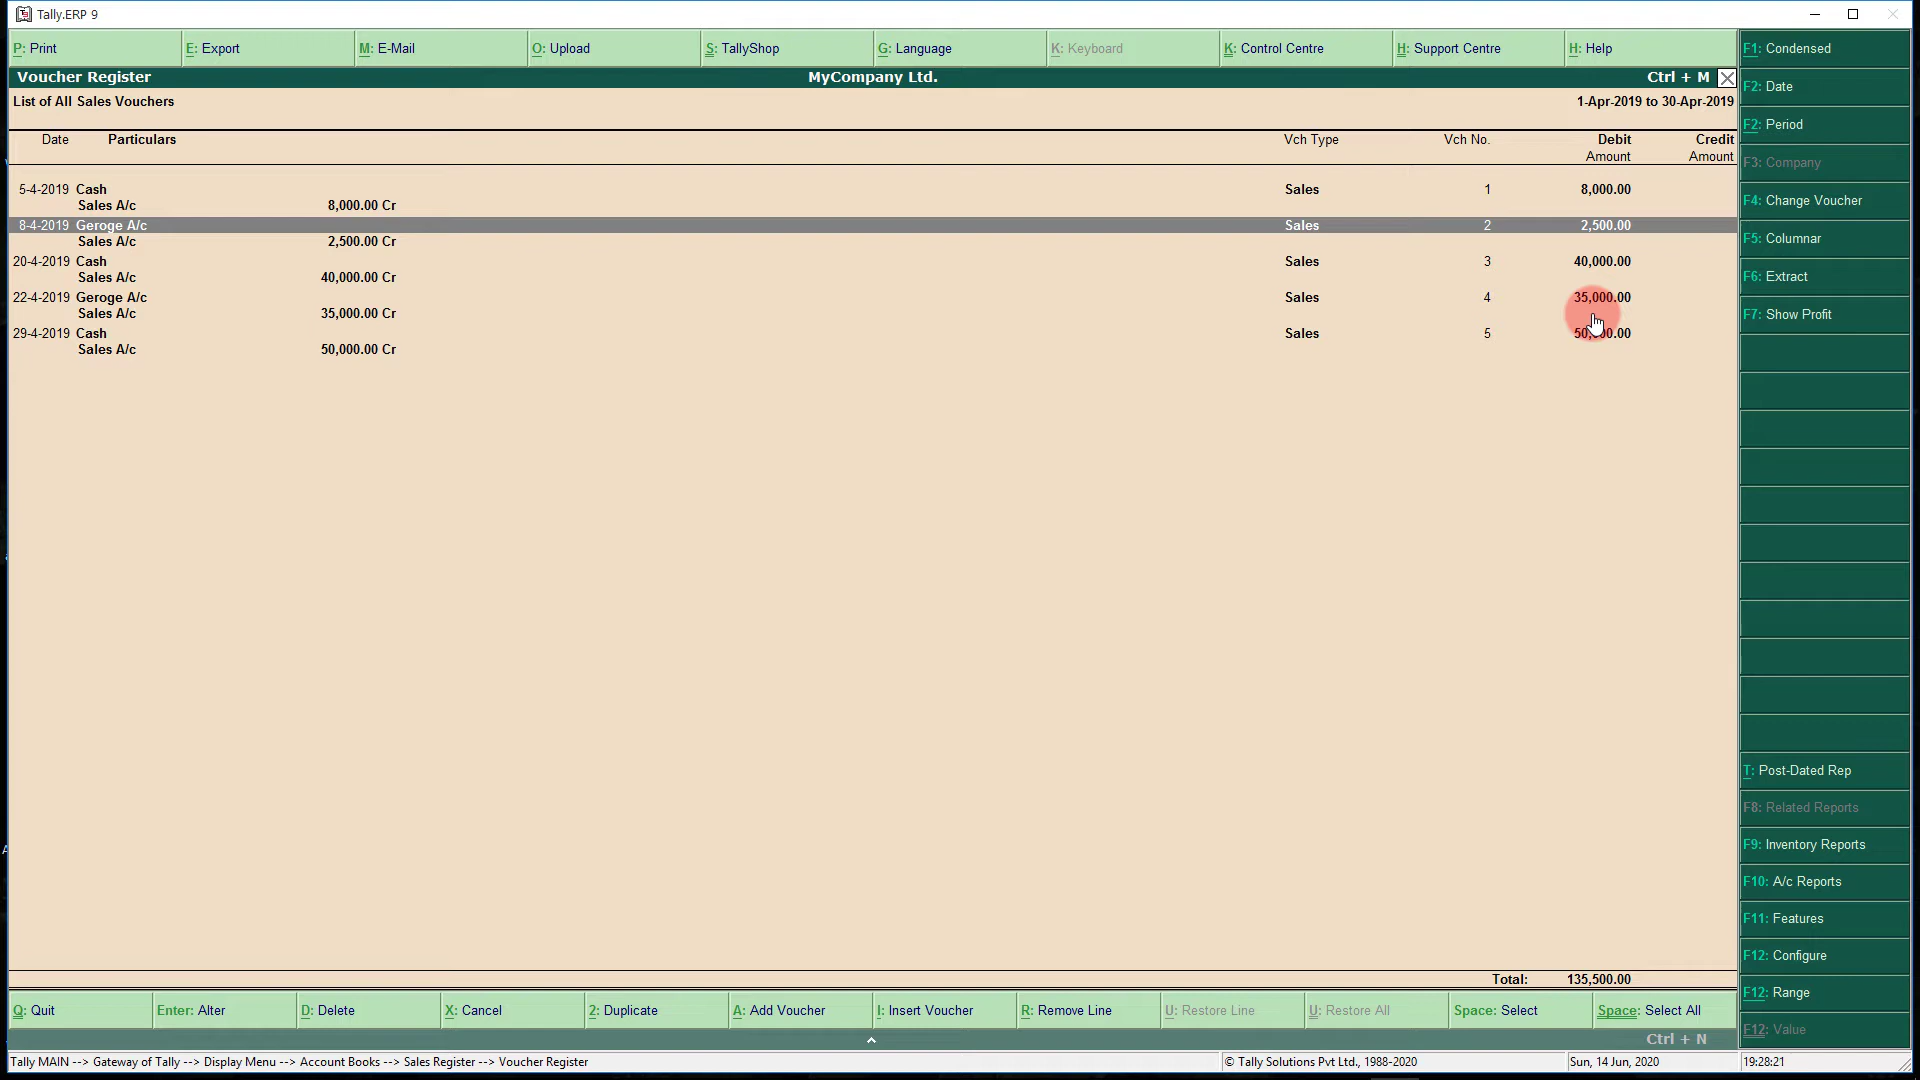 Tally.ERP 9
P: Print E: Export M: E-Mail O: Upload S: TallyShop G: Language K: Keyboard K: Control Centre H: Support Centre H: Help
Voucher Register MyCompany Ltd. Ctrl + M
List of All Sales Vouchers 1-Apr-2019 to 30-Apr-2019
Date Particulars Vch Type Vch No. Debit Credit
Amount Amount
5-4-2019 Cash Sales 1 8,000.00
Sales A/c 8,000.00 Cr
8-4-2019 Geroge A/c Sales 2 2,500.00
Sales A/c 2,500.00 Cr
20-4-2019 Cash Sales 3 40,000.00
Sales A/c 40,000.00 Cr
22-4-2019 Geroge A/c Sales 4 35,000.00
Sales A/c 35,000.00 Cr
29-4-2019 Cash Sales 5 50,000.00
Sales A/c 50,000.00 Cr
Total: 135,500.00
Q: Quit Enter: Alter D: Delete X: Cancel 2: Duplicate A: Add Voucher I: Insert Voucher R: Remove Line U: Restore Line U: Restore All Space: Select Space: Select All
Ctrl + N
Tally MAIN --> Gateway of Tally --> Display Menu --> Account Books --> Sales Register --> Voucher Register © Tally Solutions Pvt Ltd., 1988-2020 Sun, 14 Jun, 2020 19:28:21
F1: Condensed
F2: Date
F2: Period
F3: Company
F4: Change Voucher
F5: Columnar
F6: Extract
F7: Show Profit
T: Post-Dated Rep
F8: Related Reports
F9: Inventory Reports
F10: A/c Reports
F11: Features
F12: Configure
F12: Range
F12: Value